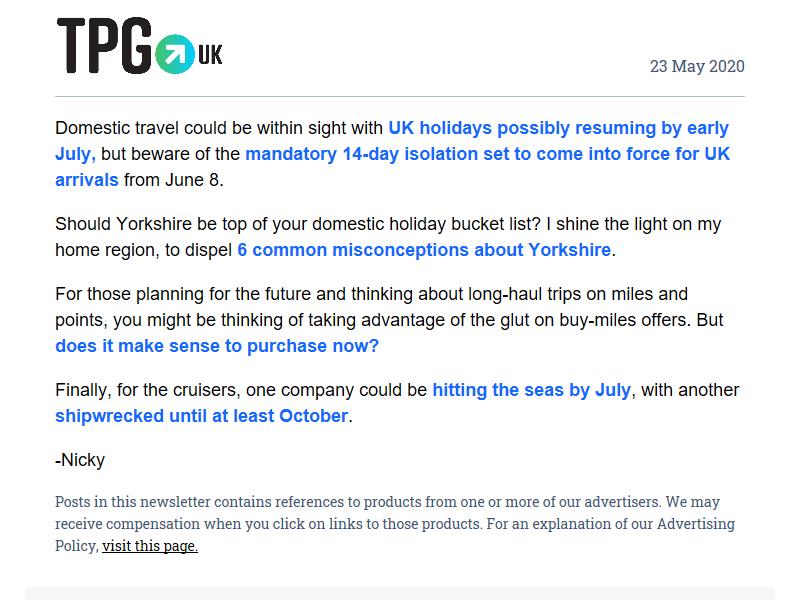 TPG UK
23 May 2020
Domestic travel could be within sight with UK holidays possibly resuming by early
July, but beware of the mandatory 14-day isolation set to come into force for UK
arrivals from June 8.
Should Yorkshire be top of your domestic holiday bucket list? I shine the light on my
home region, to dispel 6 common misconceptions about Yorkshire.
For those planning for the future and thinking about long-haul trips on miles and
points, you might be thinking of taking advantage of the glut on buy-miles offers. But
does it make sense to purchase now?
Finally, for the cruisers, one company could be hitting the seas by July, with another
shipwrecked until at least October.
-Nicky
Posts in this newsletter contains references to products from one or more of our advertisers. We may
receive compensation when you click on links to those products. For an explanation of our Advertising
Policy, visit this page.